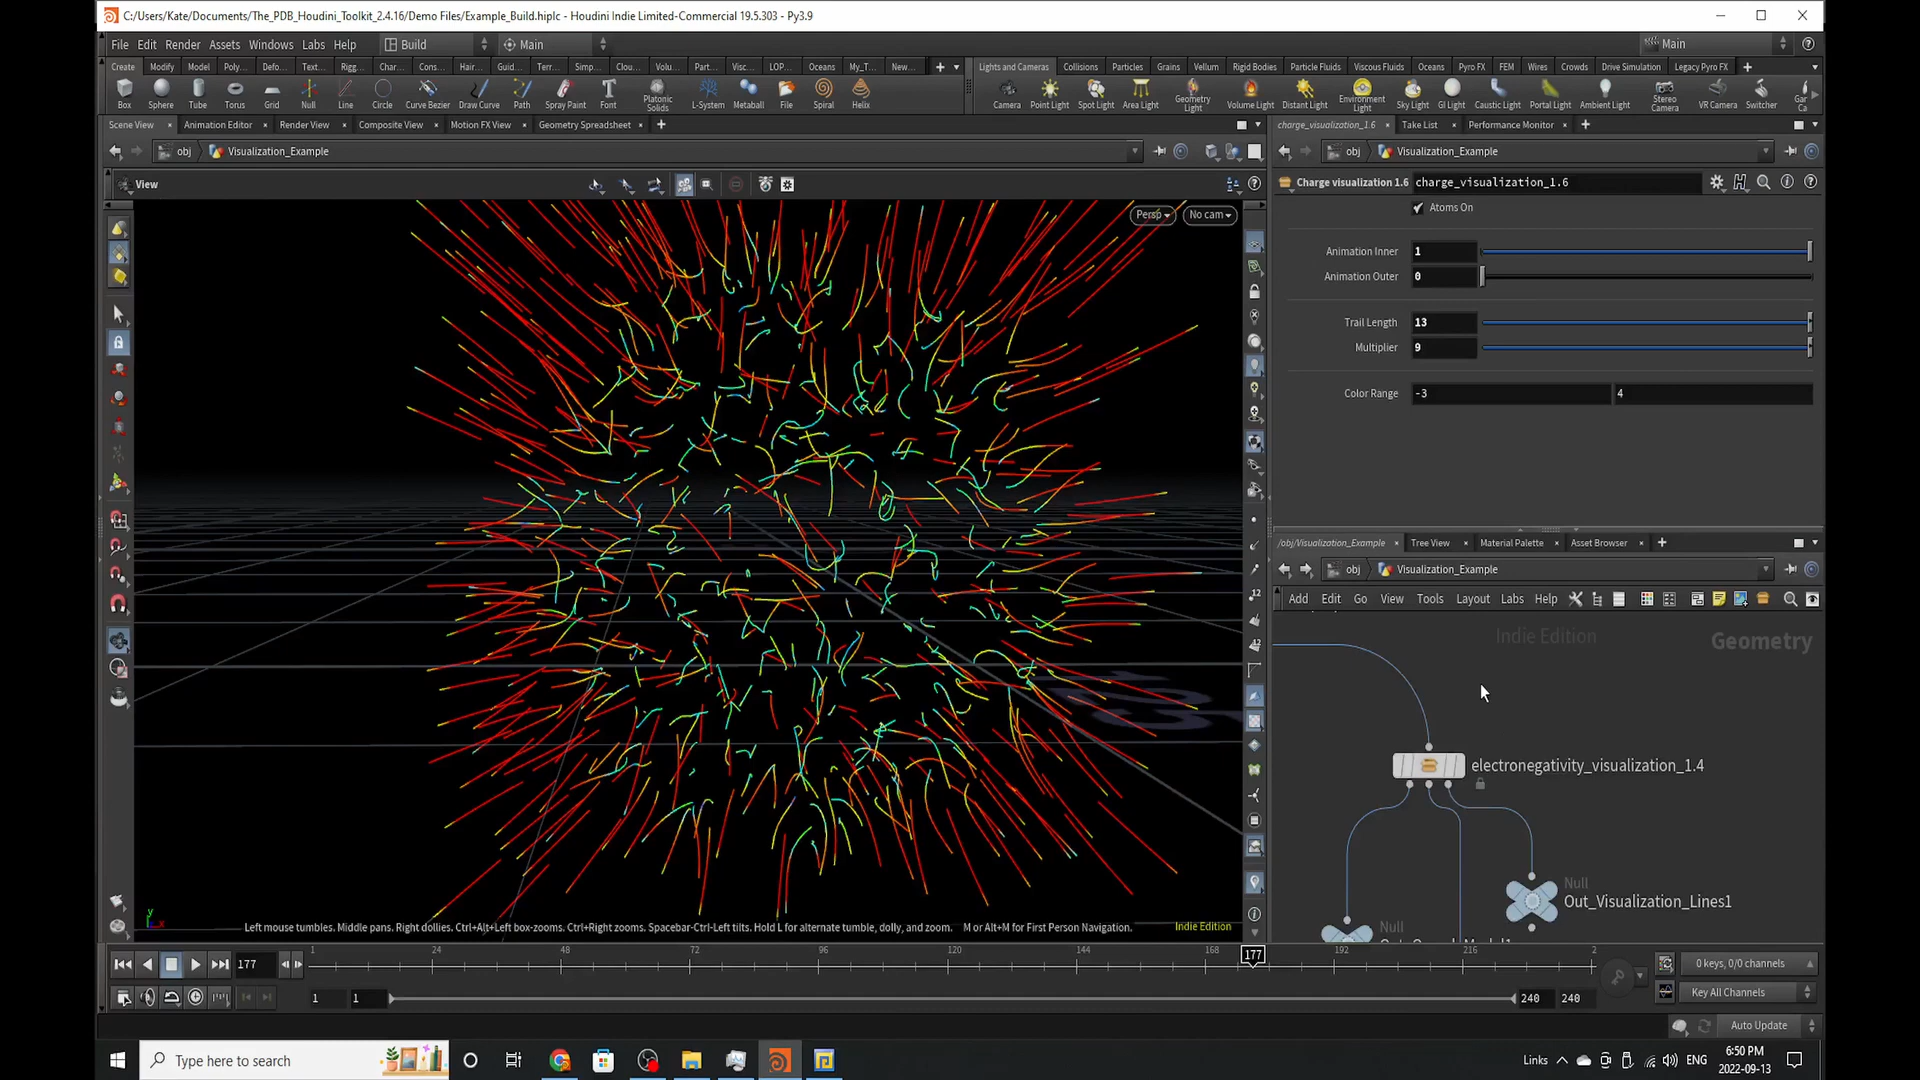 C:/Users/Kate/Documents/The_PDB_Houdini_Toolkit_2.4.16/Demo Files/Example_Build.hiplc - Houdini Indie Limited-Commercial 19.5.303 - Py3.9
File Edit Render Assets Windows Labs Help Build Main Main
Create Modify Model Poly... Defo... Text... Rigg... Char... Cons... Hair... Guid... Terr... Simp... Clou... Volu... Part... Visc... LOP... Oceans My_T... New...
Lights and Cameras Collisions Particles Grains Vellum Rigid Bodies Particle Fluids Viscous Fluids Oceans Pyro FX FEM Wires Crowds Drive Simulation Legacy Pyro FX
Box Sphere Tube Torus Grid Null Line Circle Curve Bezier Draw Curve Path Spray Paint Font Platonic Solids L-System Metaball File Spiral Helix
Camera Point Light Spot Light Area Light Geometry Light Volume Light Distant Light Environment Light Sky Light GI Light Caustic Light Portal Light Ambient Light Stereo Camera VR Camera Switcher Gar Ca
Scene View Animation Editor Render View Composite View Motion FX View Geometry Spreadsheet
charge_visualization_1.6 Take List Performance Monitor
obj Visualization_Example
obj Visualization_Example
View
Charge visualization 1.6 charge_visualization_1.6
Persp No cam
Atoms On
Animation Inner 1
Animation Outer 0
Trail Length 13
Multiplier 9
Color Range -3 4
/obj/Visualization_Example Tree View Material Palette Asset Browser
obj Visualization_Example
Add Edit Go View Tools Layout Labs Help
Indie Edition
Geometry
electronegativity_visualization_1.4
Null
Out_Visualization_Lines1
Null
Left mouse tumbles. Middle pans. Right dollies. Ctrl+Alt+Left box-zooms. Ctrl+Right zooms. Spacebar-Ctrl-Left tilts. Hold L for alternate tumble, dolly, and zoom. M or Alt+M for First Person Navigation.
Indie Edition
177 1 24 48 72 96 120 144 168 177 192 216 2
0 keys, 0/0 channels
1 1 240 240
Key All Channels
Auto Update
Type here to search
Links ENG
6:50 PM
2022-09-13